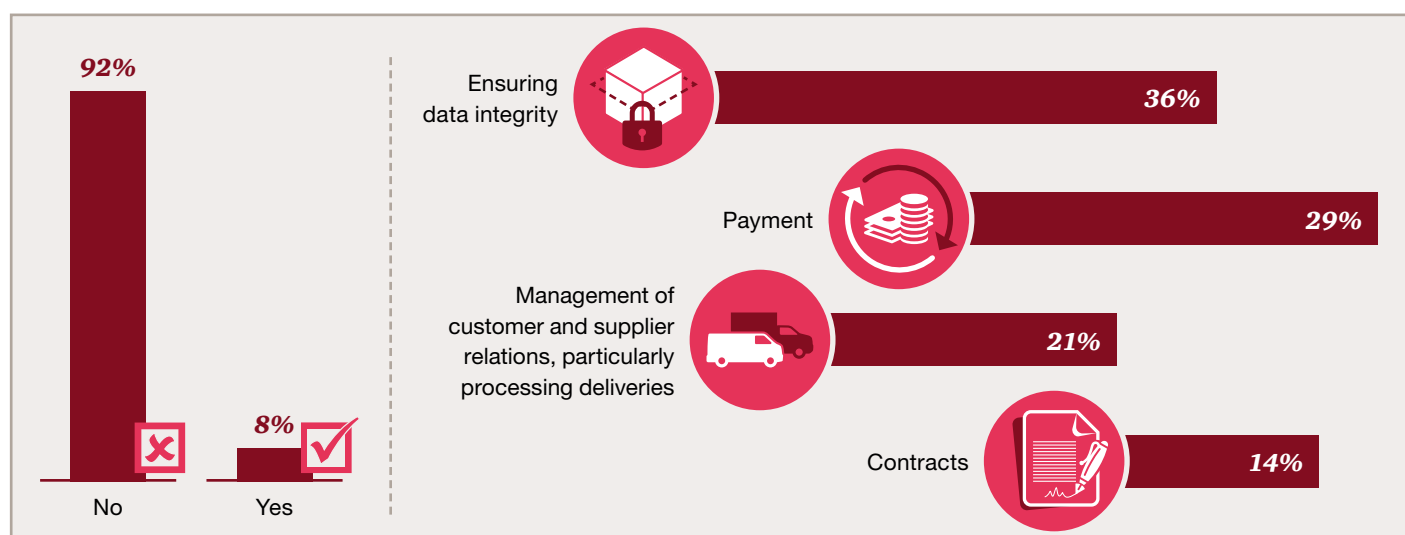 92%
8%
No
Yes
Ensuring
data integrity
36%
Payment
29%
Management of
customer and supplier
relations, particularly
processing deliveries
21%
Contracts
14%